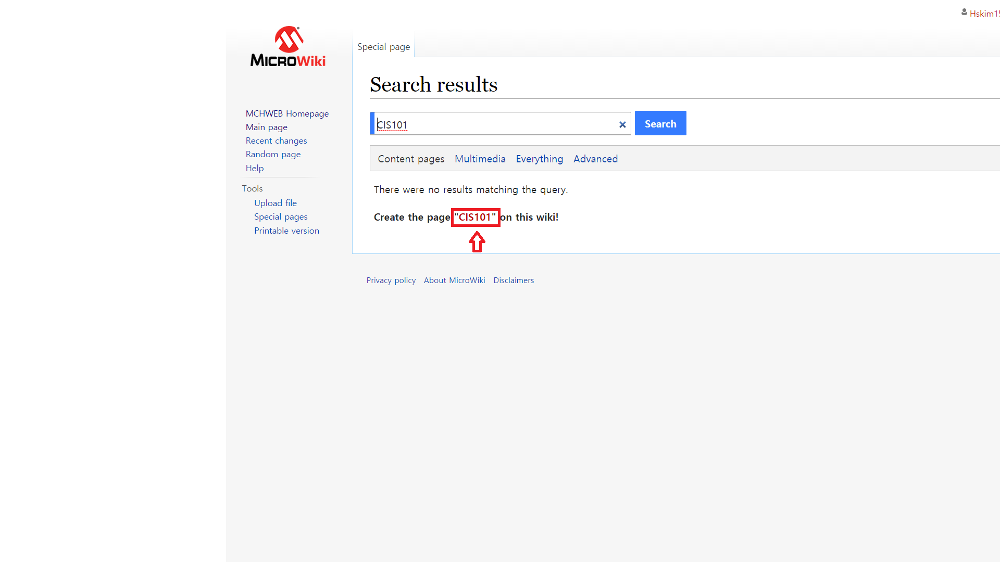 Hskim15
MICROWiki
Special page
Search results
MCHWEB Homepage
Main page
Recent changes
Random page
Help
Tools
Upload file
Special pages
Printable version
CIS101
Search
Content pages Multimedia Everything Advanced
There were no results matching the query.
Create the page "CIS101" on this wiki!
Privacy policy About MicroWiki Disclaimers